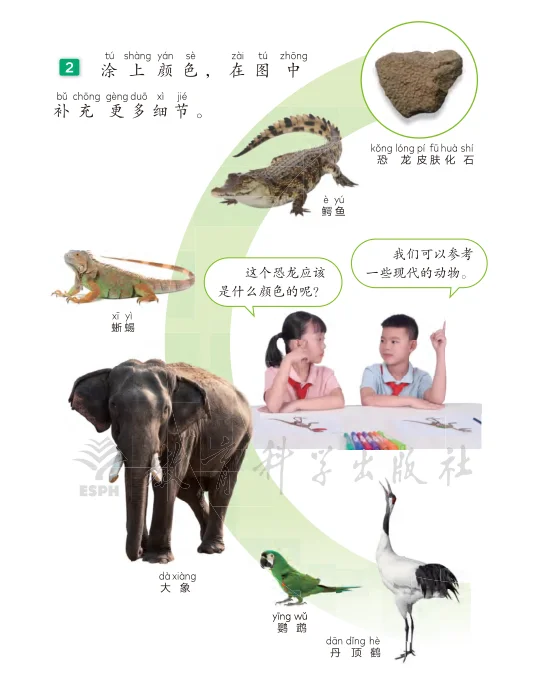 tú shàng yán sè zài tú zhōng
2 涂上颜色，在图中
bǔ chōng gèng duō xì jié
补充更多细节。
kǒng lóng pí fū huà shí
恐龙皮肤化石
è yú
鳄鱼
我们可以参考
一些现代的动物。
这个恐龙应该
是什么颜色的呢？
xī yì
蜥蜴
ESPH 教育科学出版社
dà xiàng
大象
yīng wǔ
鹦鹉
dān dǐng hè
丹顶鹤